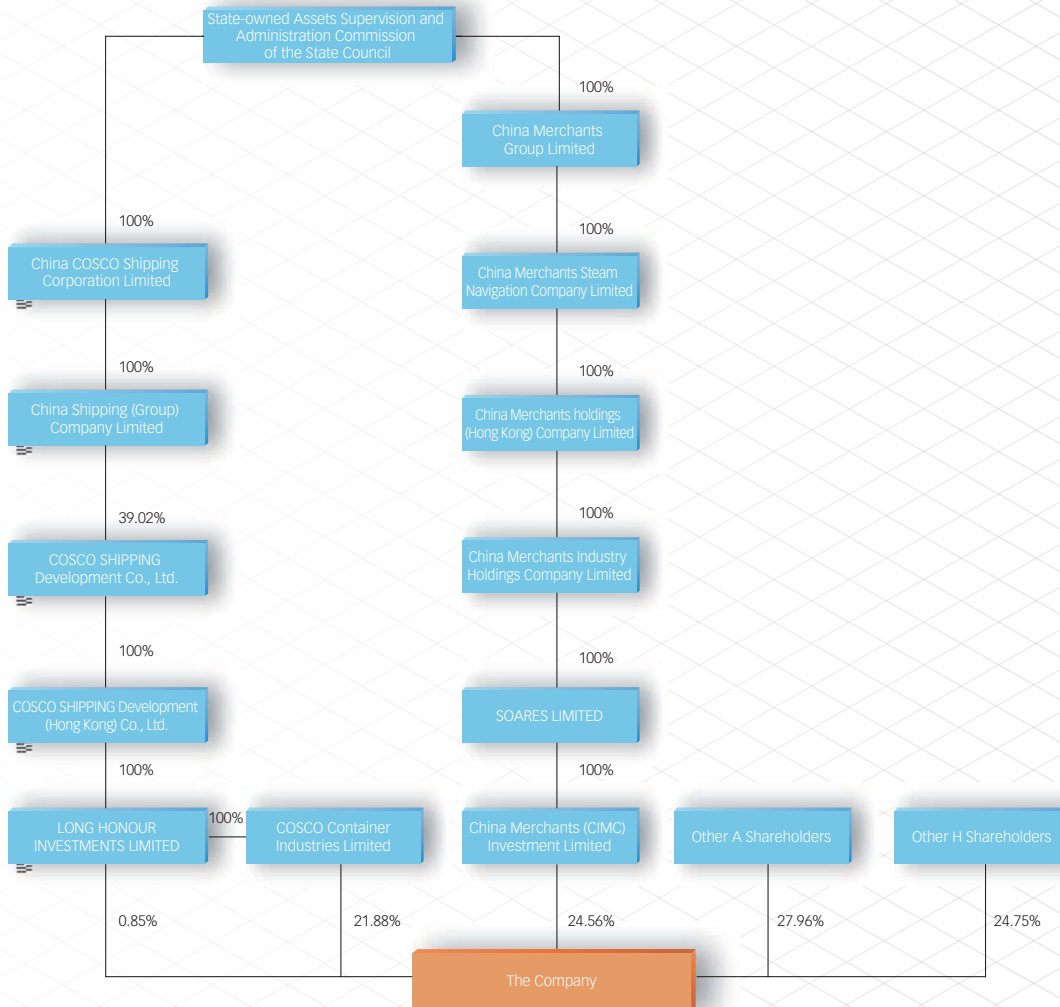 State-owned Assets Supervision and
Administration Commission
of the State Council
100%
China Merchants
Group Limited
100%
100%
China COSCO Shipping
Corporation Limited
China Merchants Steam
Navigation Company Limited
100%
100%
China Shipping (Group)
Company Limited
China Merchants holdings
(Hong Kong) Company Limited
39.02%
100%
COSCO SHIPPING
Development Co., Ltd.
China Merchants Industry
Holdings Company Limited
100%
100%
COSCO SHIPPING Development
(Hong Kong) Co., Ltd.
SOARES LIMITED
100%
100%
LONG HONOUR
INVESTMENTS LIMITED
100%
COSCO Container
Industries Limited
China Merchants (CIMC)
Investment Limited
Other A Shareholders
Other H Shareholders
0.85%
21.88%
24.56%
27.96%
24.75%
The Company